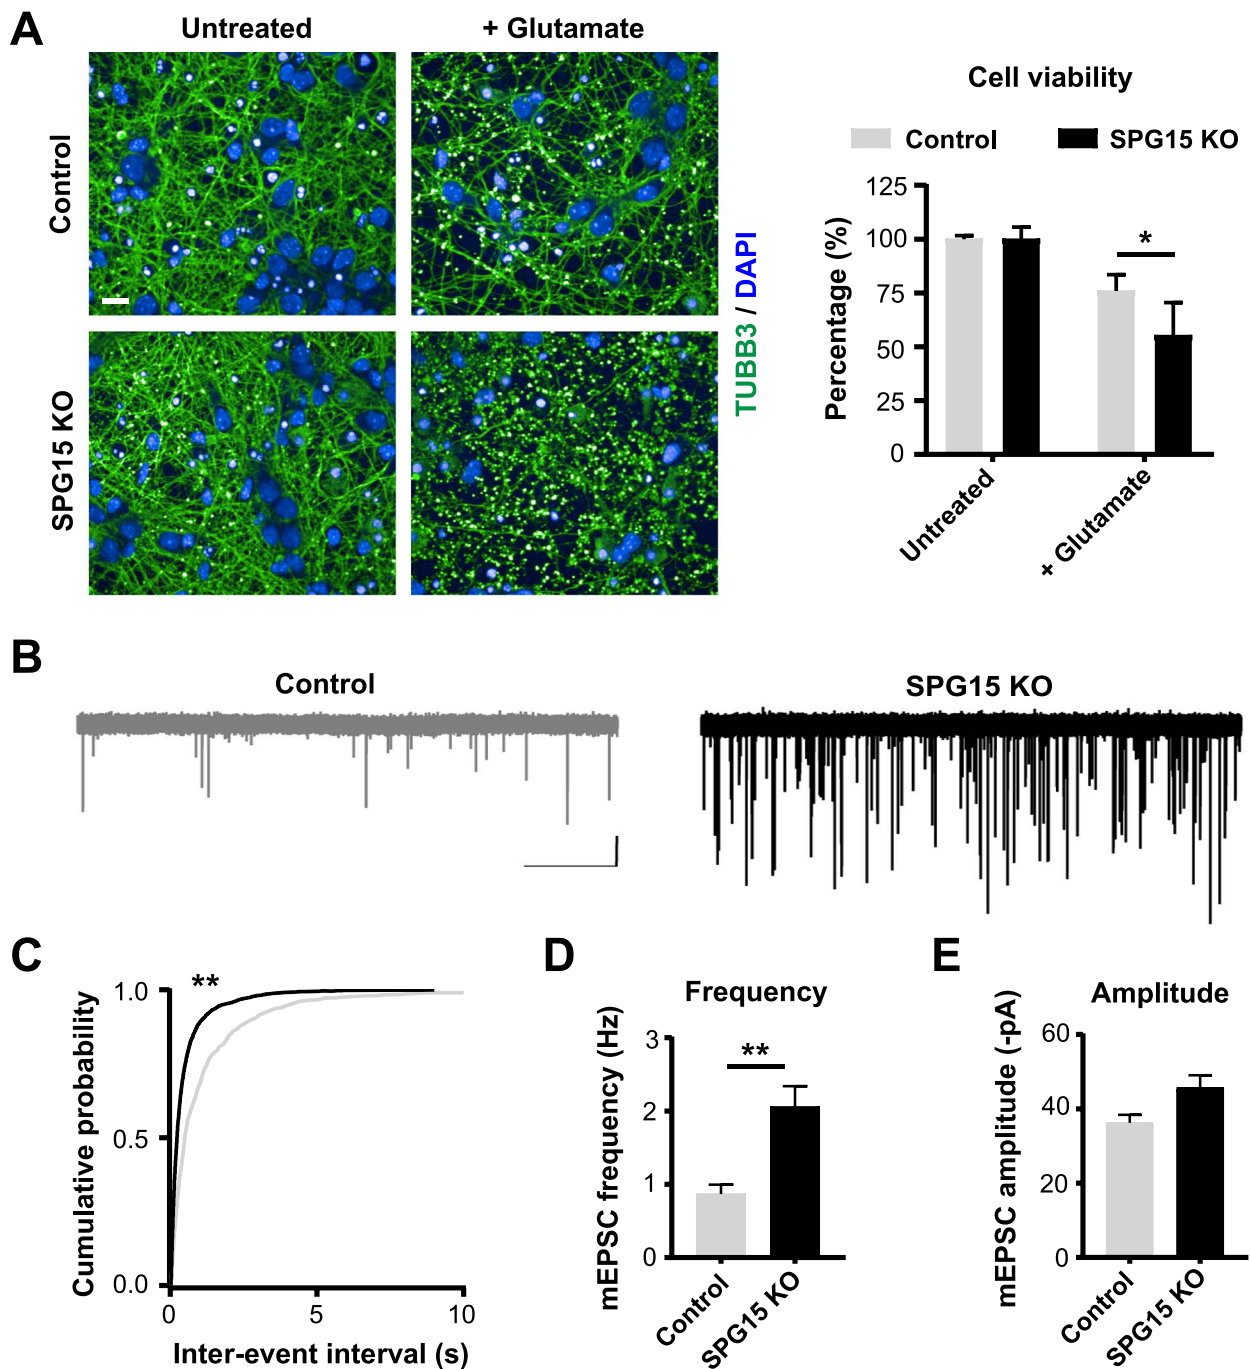 A
Untreated
+ Glutamate
Control
SPG15 KO
TUBB3 / DAPI
Cell viability
Control
SPG15 KO
Percentage (%)
125
100
75
50
25
0
Untreated
+ Glutamate
*
B
Control
SPG15 KO
C
**
Cumulative probability
1.0
0.5
0.0
0
5
10
Inter-event interval (s)
D
Frequency
mEPSC frequency (Hz)
3
2
1
0
**
Control
SPG15 KO
E
Amplitude
mEPSC amplitude (-pA)
60
40
20
0
Control
SPG15 KO